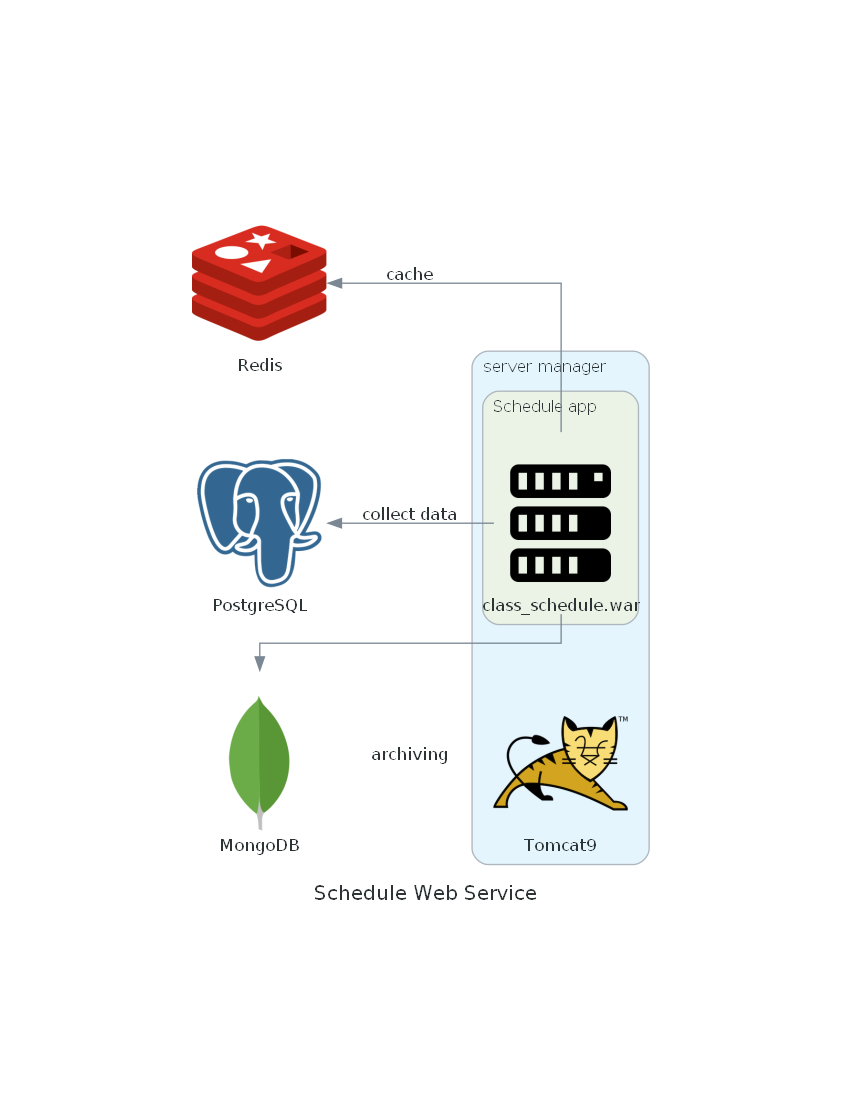 cache
Redis
server manager
Schedule app
collect data
PostgreSQL
class_schedule.war
TM
archiving
MongoDB
Tomcat9
Schedule Web Service